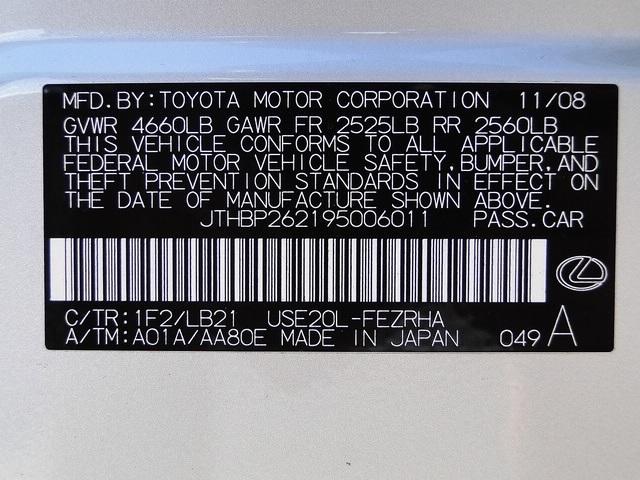 MFD. BY: TOYOTA MOTOR CORPORATION 11/08
GVWR 4660LB GAWR FR 2525LB RR 2560LB
THIS VEHICLE CONFORMS TO ALL APPLICABLE
FEDERAL MOTOR VEHICLE SAFETY, BUMPER, AND
THEFT PREVENTION STANDARDS IN EFFECT ON
THE DATE OF MANUFACTURE SHOWN ABOVE.
JTHBP262195006011 PASS. CAR
C/TR: 1F2/LB21 USE20L-FEZRHA
A/TM: A01A/AA80E MADE IN JAPAN 049 A